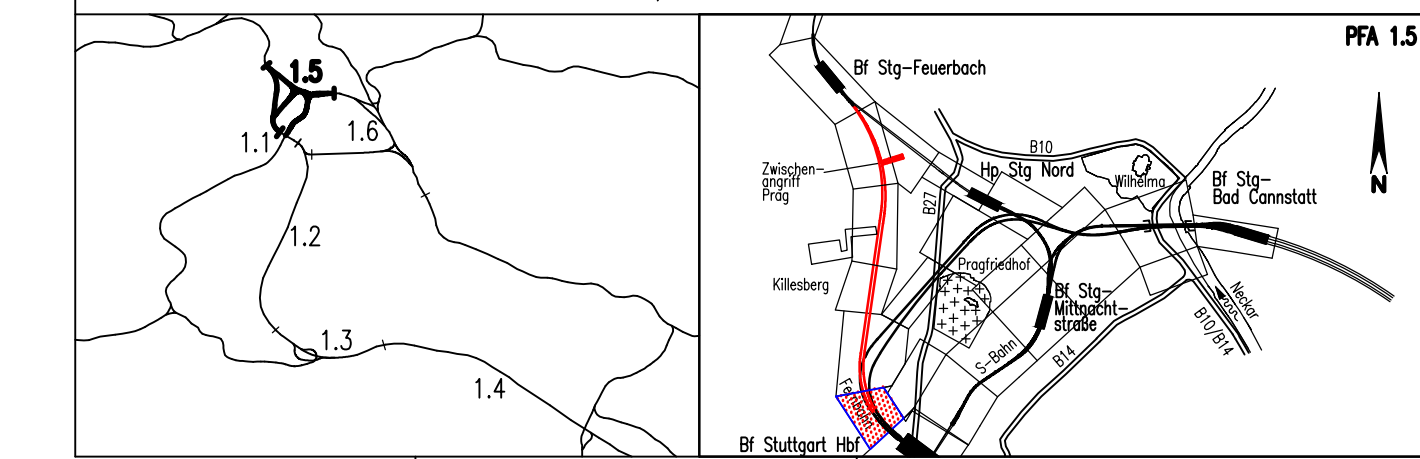 1.5
1.1
1.6
1.2
1.3
1.4
PFA 1.5
Bf Stg-Feuerbach
N
Zwischen-
angriff
Prag
B10
Hp Stg Nord
Wilhelma
Bf Stg-
Bad Cannstatt
B27
Pragfriedhof
Killesberg
Bf Stg-
Mittnacht-
straße
Neckar
B10/B14
S-Bahn
B14
Fernbahn
Bf Stuttgart Hbf